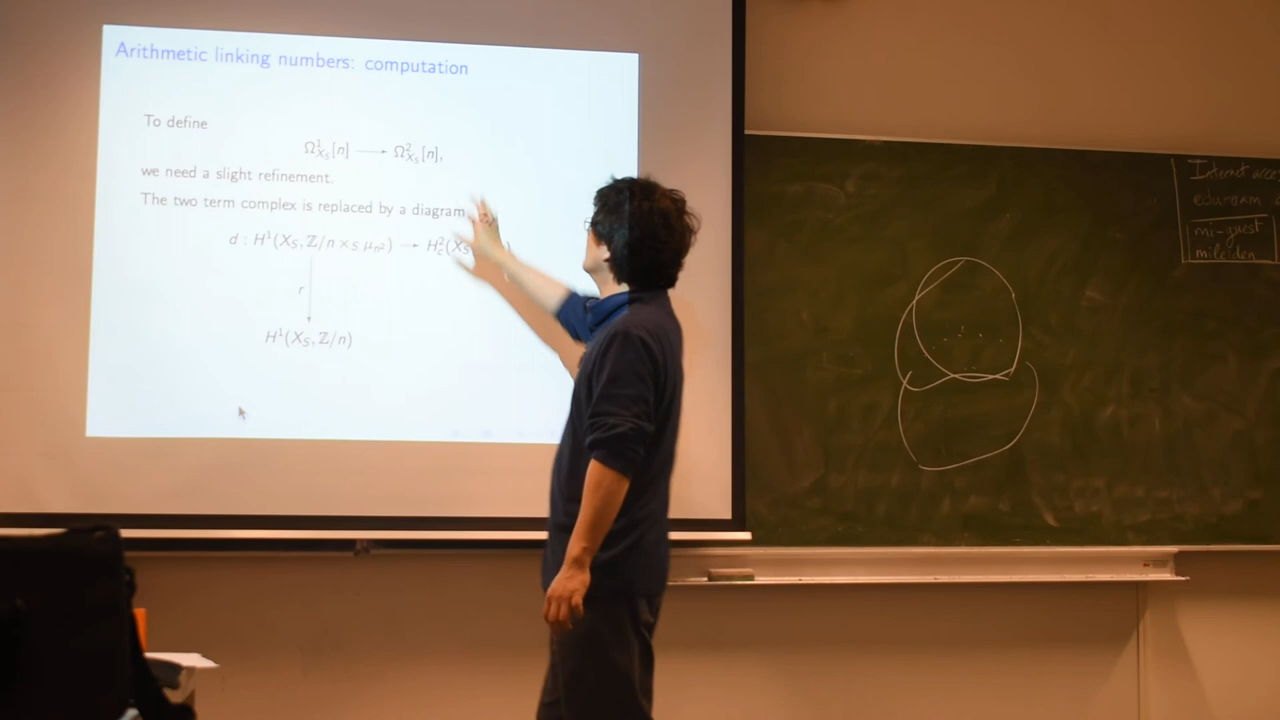 Arithmetic linking numbers: computation
To define
Ω¹_{X_S}[n] ⟶ Ω²_{X_S}[n],
we need a slight refinement.
The two term complex is replaced by a diagram
d : H¹(X_S, ℤ/n ×_S μ_{n²}) → H²_c(X_S
r
H¹(X_S, ℤ/n)
Internet
eduroam
mi-guest
mileiden